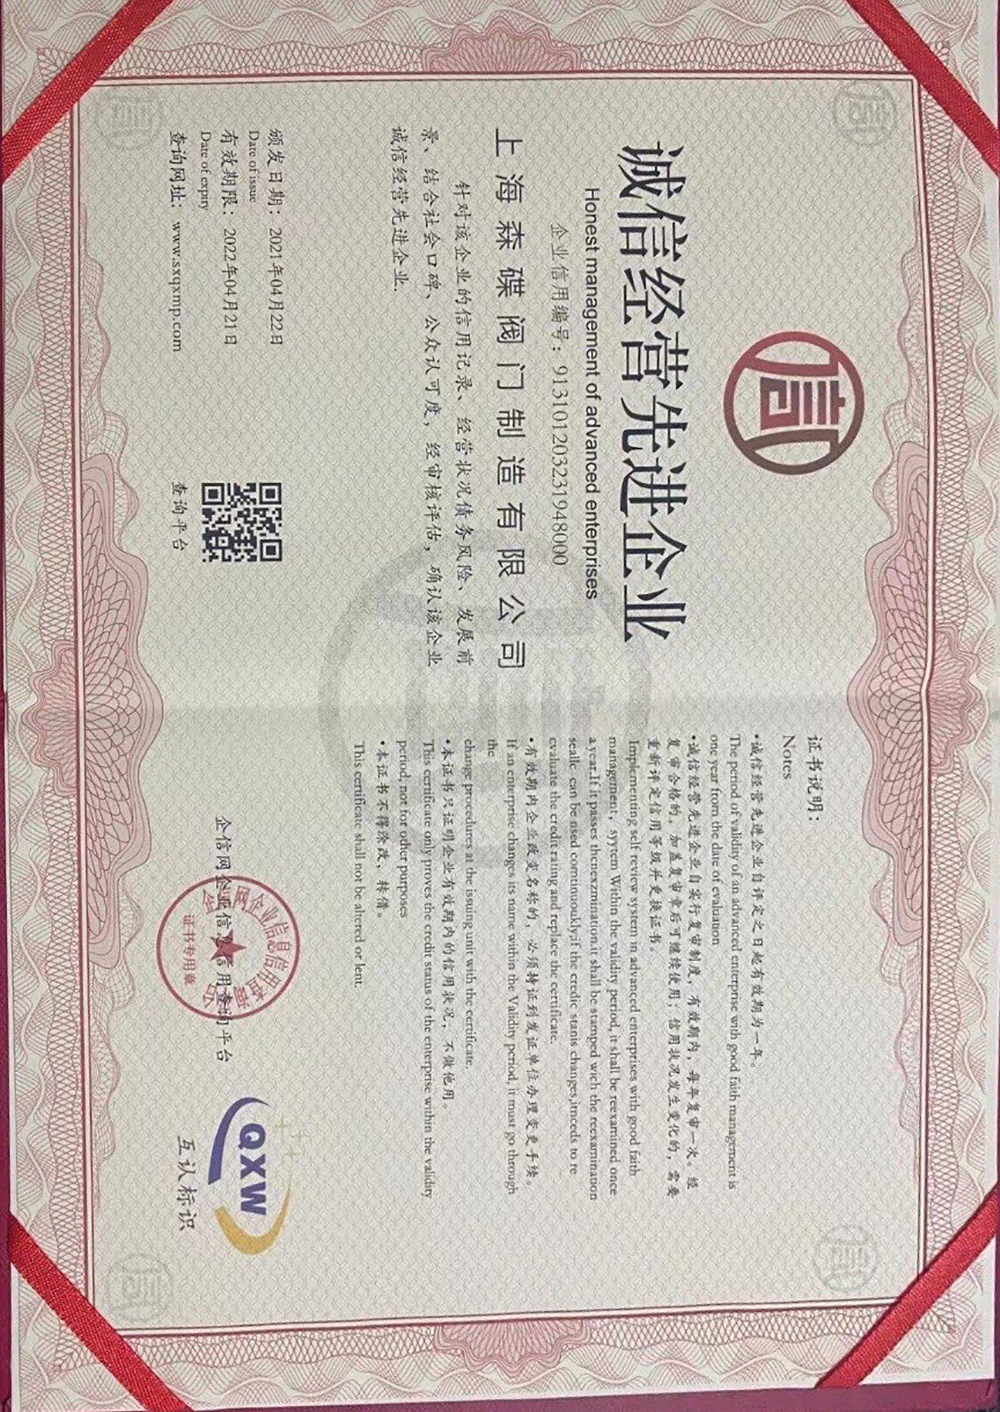 诚信经营先进企业
Honest management of advanced enterprises
企业信用编号：91310120323194800O
上海森碟阀门制造有限公司
针对该企业的信用记录、经营状况债务风险、发展前
景、结合社会口碑、公众认可度，经审核评估，确认该企业
诚信经营先进企业.
颁发日期：2021年04月22日
Date of issue
有效期限：2022年04月21日
Date of expiry
查询网址：www.sxqxmp.com
查询平台
证书说明：
Notes
•诚信经营先进企业自评定之日起有效期为一年。
The period of validity of an advanced enterprise with good faith management is
one year from the date of evaluation
•诚信经营先进企业自实行复审制度，有效期内，每年复审一次。经
复审合格的，加盖复审章后可继续使用；信用状况发生变化的，需要
重新评定信用等级并更换证书。
Implementing self review system in advanced enterprises with good faith
management，sytem Within the validity period, it shall be reexamined once
a year.If it passes thcnexzmination.it shall be stamped wich the reexamination
sealIc can be nsed comtinuoukly;if the credic stanis changes,itnceds to re
evaluate the credit rating and replace the certificate.
•有效期内企业改变名称的，必须持证到发证单位办理变更手续。
If an enterprise changes its name within the Validity period, it must go through
the
change procedures at the issuing unit with the certificate.
•本证书只证明企业有效期内的信用状况，不做他用。
This certificate only proves the credit status of the enterprise within the validity
period, not for other purposes
•本证书不得涂改、转借。
This certificate shall not be altered or lent.
企信网企业信息信用查询平台
证书专用章
QXW
互认标识